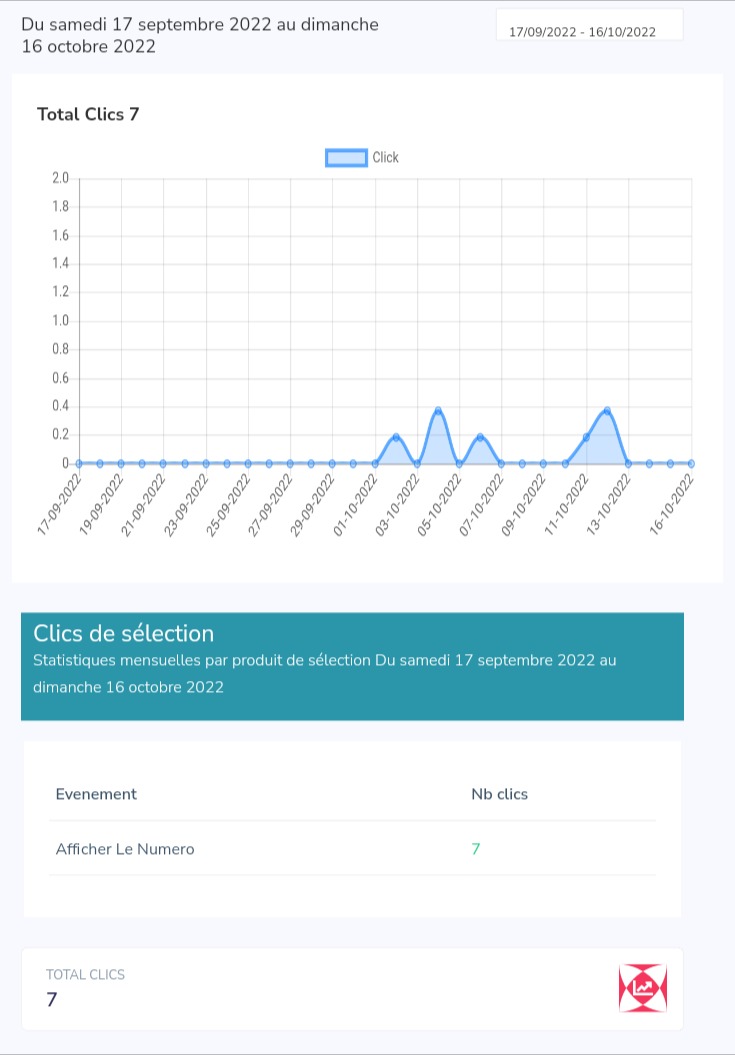 Du samedi 17 septembre 2022 au dimanche
16 octobre 2022
17/09/2022 - 16/10/2022
Total Clics 7
Click
2.0
1.8
1.6
1.4
1.2
1.0
0.8
0.6
0.4
0.2
0
17-09-2022
19-09-2022
21-09-2022
23-09-2022
25-09-2022
27-09-2022
29-09-2022
01-10-2022
03-10-2022
05-10-2022
07-10-2022
09-10-2022
11-10-2022
13-10-2022
16-10-2022
Clics de sélection
Statistiques mensuelles par produit de sélection Du samedi 17 septembre 2022 au
dimanche 16 octobre 2022
Evenement Nb clics
Afficher Le Numero 7
TOTAL CLICS
7